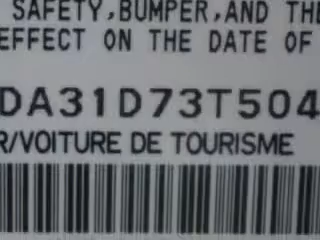 SAFETY,BUMPER,AND THE
EFFECT ON THE DATE OF
DA31D73T504
R/VOITURE DE TOURISME